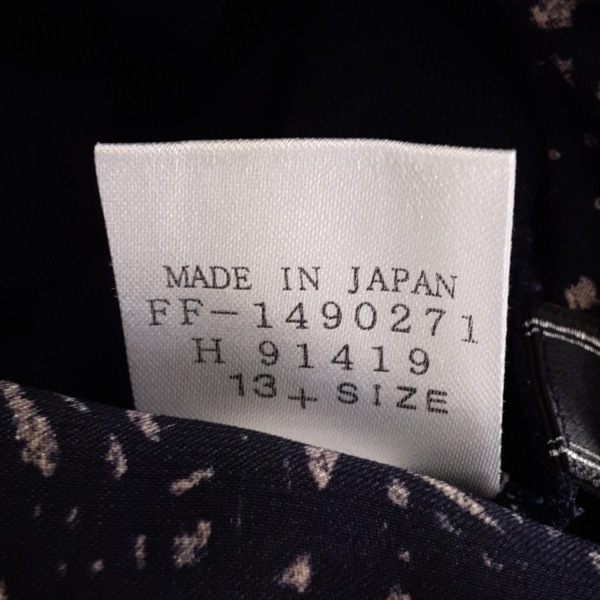 MADE IN JAPAN
FF-1490271
H 91419
13+ SIZE